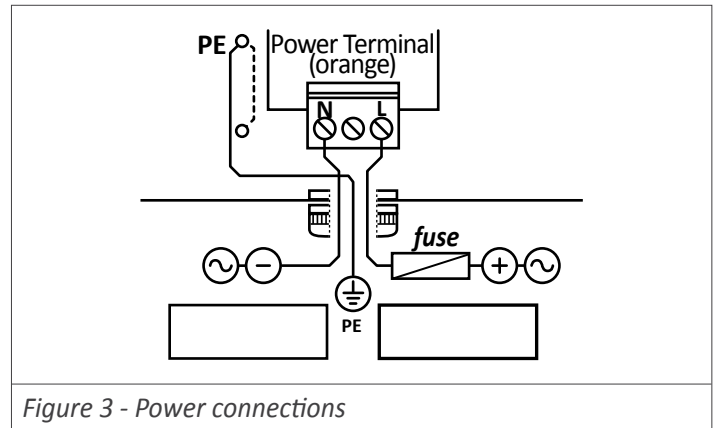 PE
Power Terminal
(orange)
N L
fuse
PE
Figure 3 - Power connections